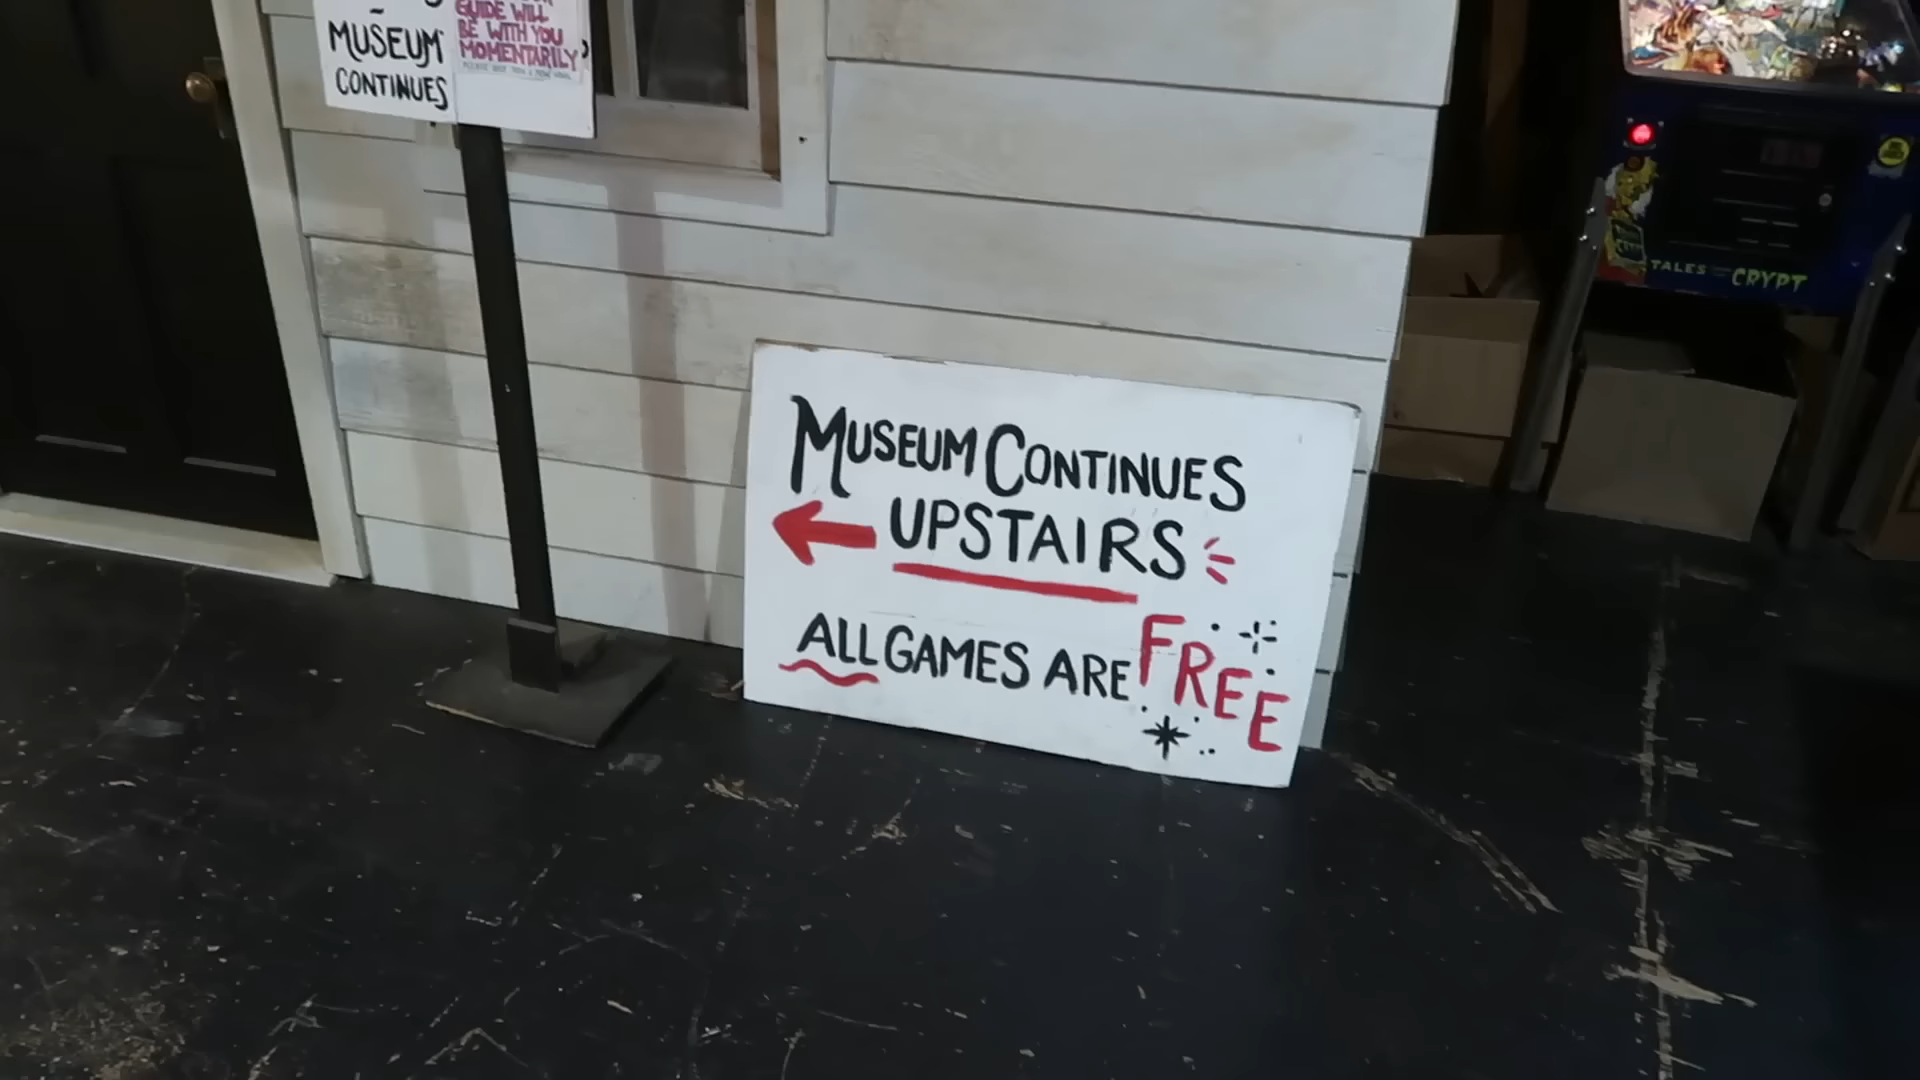 MUSEUM
CONTINUES
GUIDE WILL
BE WITH YOU
MOMENTARILY
MUSEUM CONTINUES
UPSTAIRS
ALL GAMES ARE FREE
TALES
CRYPT